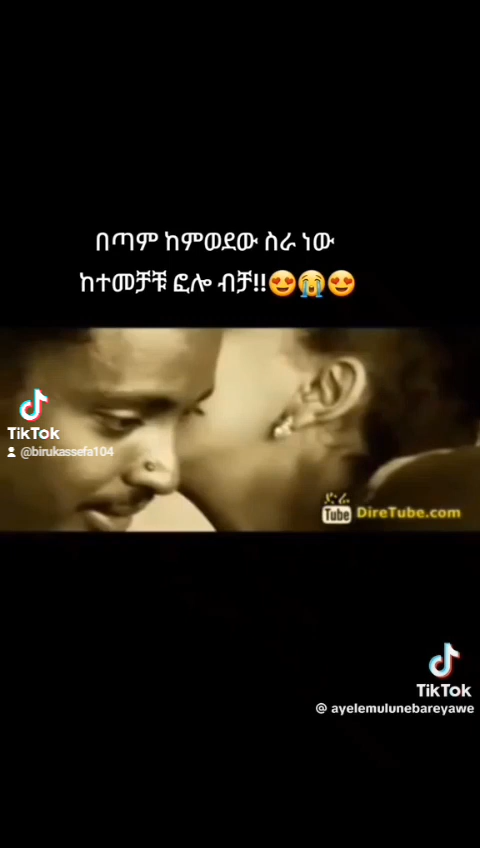 በጣም ከምወደው ስራ ነው
ከተመቻቹ ፎሎ ብቻ!!😍😭😍
TikTok
@birukassefa104
ድሬ
Tube DireTube.com
TikTok
@ ayelemulunebareyawe